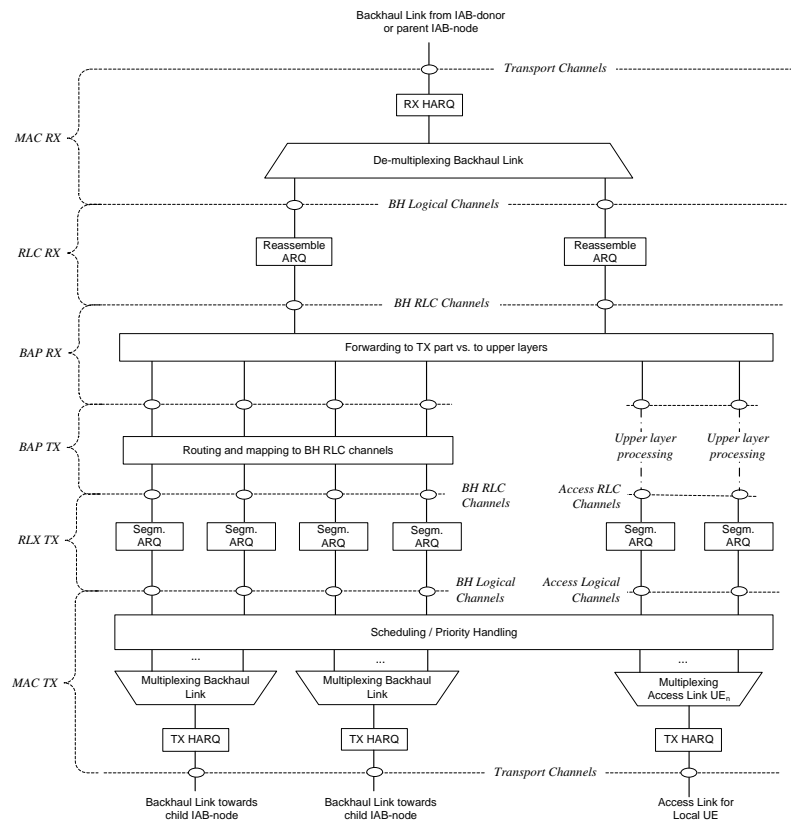 Backhaul Link from IAB-donor
or parent IAB-node
Transport Channels
RX HARQ
MAC RX
De-multiplexing Backhaul Link
BH Logical Channels
Reassemble
ARQ
Reassemble
ARQ
RLC RX
BH RLC Channels
Forwarding to TX part vs. to upper layers
BAP RX
BAP TX
Routing and mapping to BH RLC channels
Upper layer
processing
Upper layer
processing
BH RLC
Channels
Access RLC
Channels
RLX TX
Segm.
ARQ
Segm.
ARQ
Segm.
ARQ
Segm.
ARQ
Segm.
ARQ
Segm.
ARQ
BH Logical
Channels
Access Logical
Channels
Scheduling / Priority Handling
...
...
...
MAC TX
Multiplexing Backhaul
Link
Multiplexing Backhaul
Link
Multiplexing
Access Link UEn
TX HARQ
TX HARQ
TX HARQ
Transport Channels
Backhaul Link towards
child IAB-node
Backhaul Link towards
child IAB-node
Access Link for
Local UE